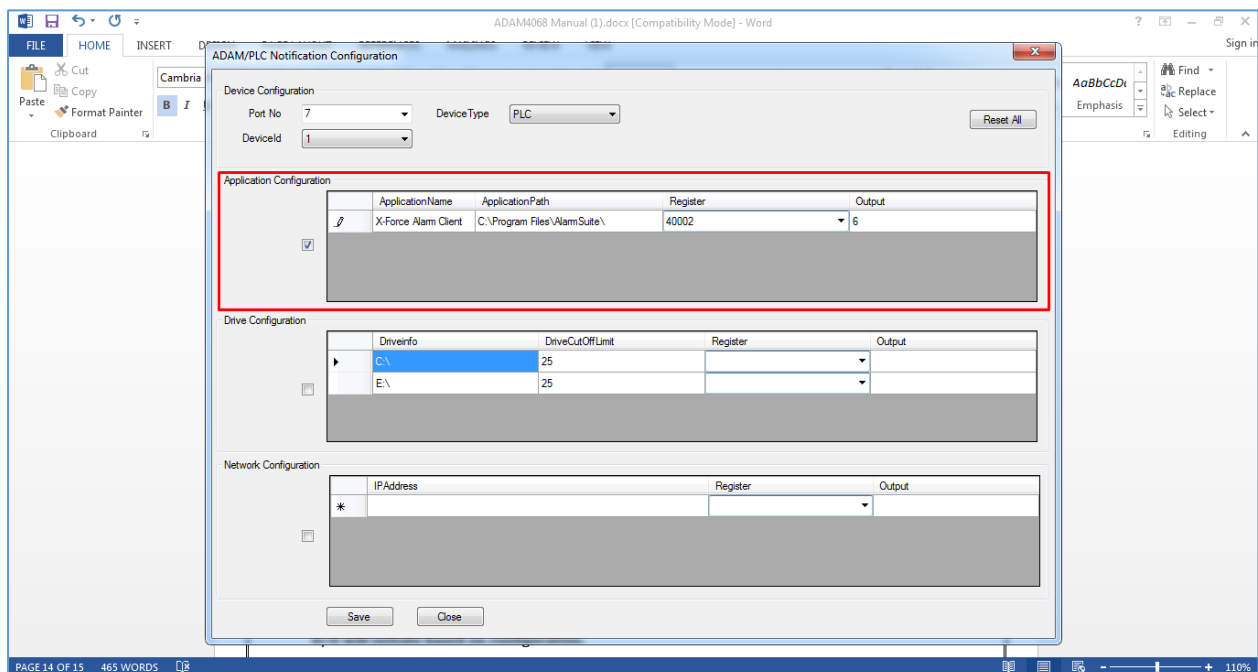 ADAM4068 Manual (1).docx [Compatibility Mode] - Word
FILE HOME INSERT
Sign in
Cut
Copy
Format Painter
Paste
Clipboard
Cambria
B I
ADAM/PLC Notification Configuration
AaBbCcDc
Emphasis
Find
Replace
Select
Editing
Device Configuration
Port No 7 DeviceType PLC
DeviceId 1
Reset All
Application Configuration
ApplicationName ApplicationPath Register Output
X-Force Alarm Client C:\Program Files\AlarmSuite\ 40002 6
Drive Configuration
Driveinfo DriveCutOffLimit Register Output
C:\ 25
E:\ 25
Network Configuration
IPAddress Register Output
Save Close
PAGE 14 OF 15 465 WORDS 110%